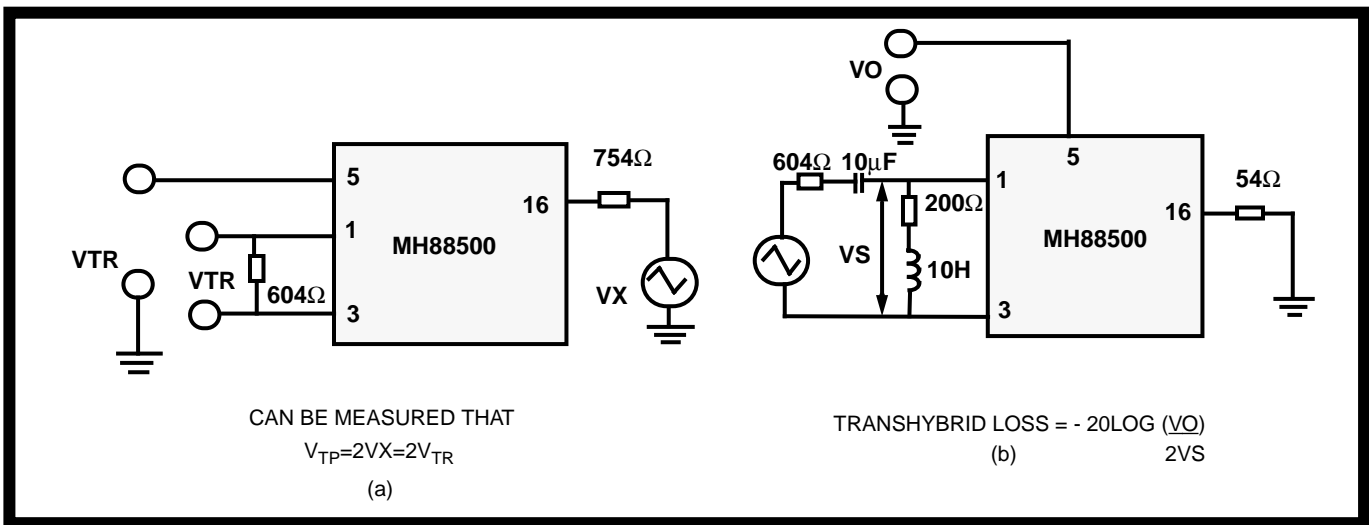 VO
5
1
3
16
MH88500
754Ω
VX
VTR
VTR
604Ω
CAN BE MEASURED THAT
V_TP=2VX=2V_TR
(a)
604Ω 10μF
VS
200Ω
10H
5
1
3
16
MH88500
54Ω
TRANSHYBRID LOSS = - 20LOG (VO)
2VS
(b)